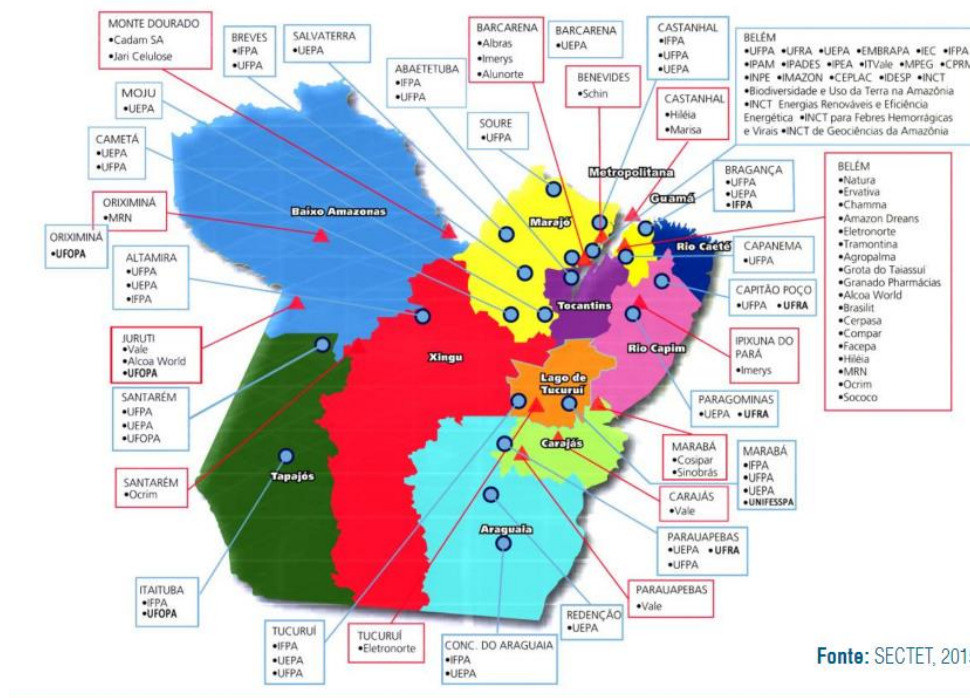 MONTE DOURADO
•Cadam SA
•Jari Celulose
BREVES
•IFPA
•UFPA
SALVATERRA
•UEPA
ABAETETUBA
•IFPA
•UFPA
BARCARENA
•Albras
•Imerys
•Alunorte
BARCARENA
•UEPA
CASTANHAL
•IFPA
•UFPA
•UEPA
BELÉM
•UFPA •UFRA •UEPA •EMBRAPA •IEC •IFPA
•IPAM •IPADES •IPEA •ITVale •MPEG •CPRM
•INPE •IMAZON •CEPLAC •IDESP •INCT
Biodiversidade e Uso da Terra na Amazônia
•INCT Energias Renováveis e Eficiência
Energética •INCT para Febres Hemorrágicas
e Virais •INCT de Geociências da Amazônia
MOJU
•UEPA
CAMETÁ
•UEPA
•UFPA
SOURE
•UFPA
BENEVIDES
•Schin
CASTANHAL
•Hiléia
•Marisa
ORIXIMINÁ
•MRN
ORIXIMINÁ
•UFOPA
ALTAMIRA
•UFPA
•UEPA
•IFPA
BRAGANÇA
•UFPA
•UEPA
•IFPA
BELÉM
•Natura
•Ervativa
•Chamma
•Amazon Dreans
•Eletronorte
•Tramontina
•Agropalma
•Grota do Taiassuí
•Granado Pharmácias
•Alcoa World
•Brasilit
•Cerpasa
•Compar
•Facepa
•Hiléia
•MRN
•Ocrim
•Sococo
CAPANEMA
•UFPA
CAPITÃO POÇO
•UFPA •UFRA
IPIXUNA DO
PARÁ
•Imerys
PARAGOMINAS
•UEPA •UFRA
JURUTI
•Vale
•Alcoa World
•UFOPA
SANTARÉM
•UFPA
•UEPA
•UFOPA
SANTARÉM
•Ocrim
Metropolitana
Guamá
Marajó
Baixo Amazonas
Rio Caeté
Tocantins
Rio Capim
Xingu
Lago de
Tucuruí
Carajás
Tapajós
Araguaia
MARABÁ
•Cosipar
•Sinobrás
MARABÁ
•IFPA
•UFPA
•UEPA
•UNIFESSPA
CARAJÁS
•Vale
PARAUAPEBAS
•UEPA •UFRA
•UFPA
PARAUAPEBAS
•Vale
ITAITUBA
•IFPA
•UFOPA
TUCURUÍ
•IFPA
•UEPA
•UFPA
TUCURUÍ
•Eletronorte
CONC. DO ARAGUAIA
•IFPA
•UEPA
REDENÇÃO
•UEPA
Fonte: SECTET, 2015